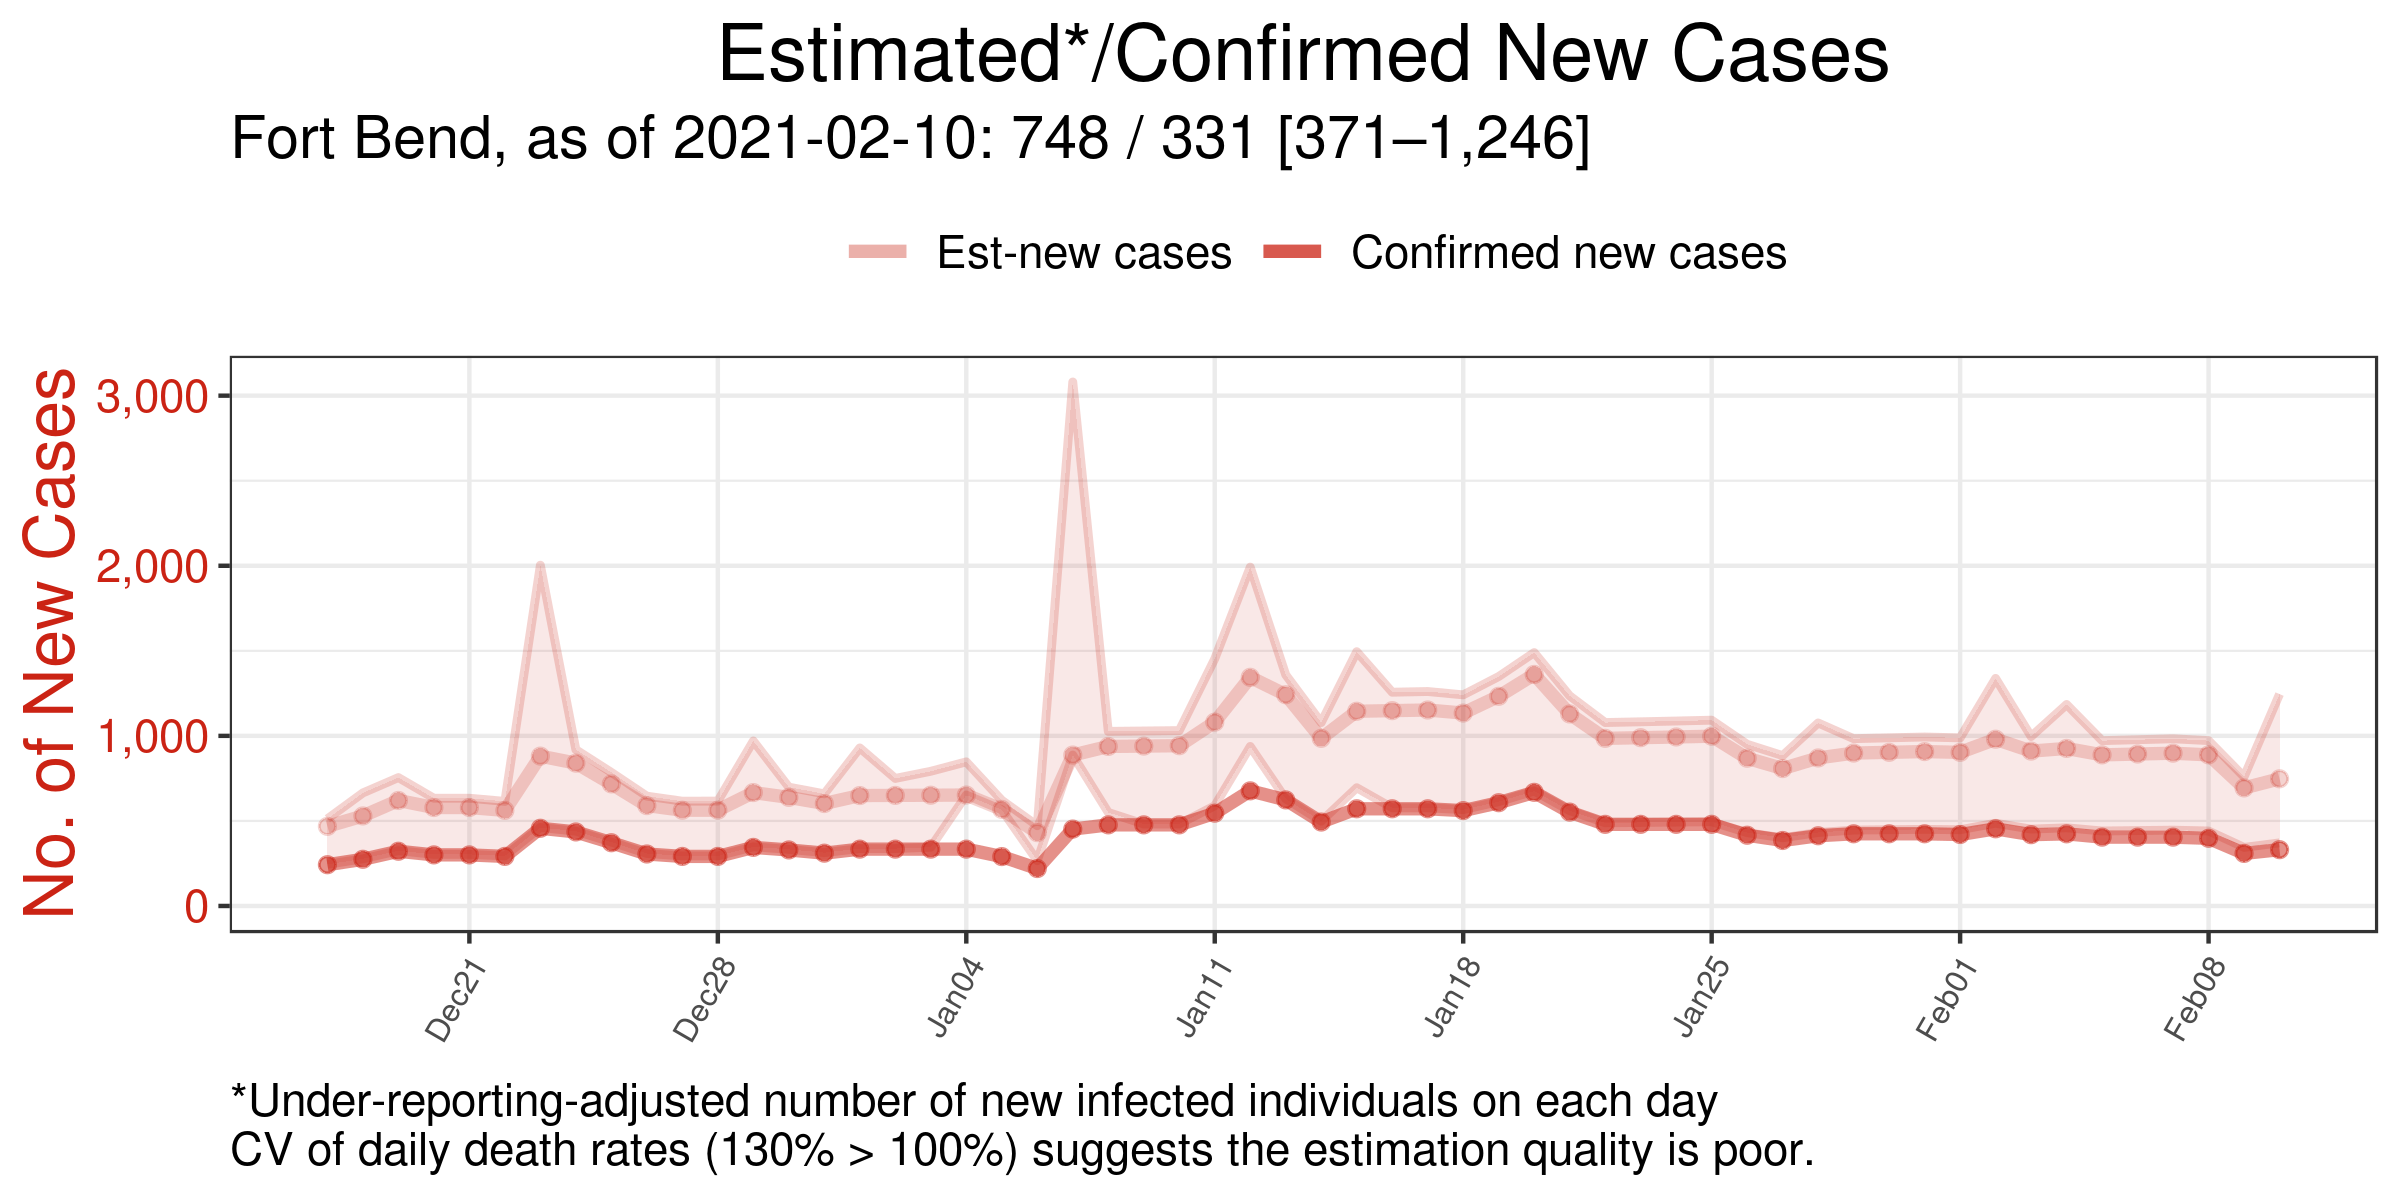 Estimated*/Confirmed New Cases
Fort Bend, as of 2021-02-10: 748 / 331 [371–1,246]
Est-new cases Confirmed new cases
No. of New Cases
3,000
2,000
1,000
0
Dec21 Dec28 Jan04 Jan11 Jan18 Jan25 Feb01 Feb08
*Under-reporting-adjusted number of new infected individuals on each day
CV of daily death rates (130% > 100%) suggests the estimation quality is poor.